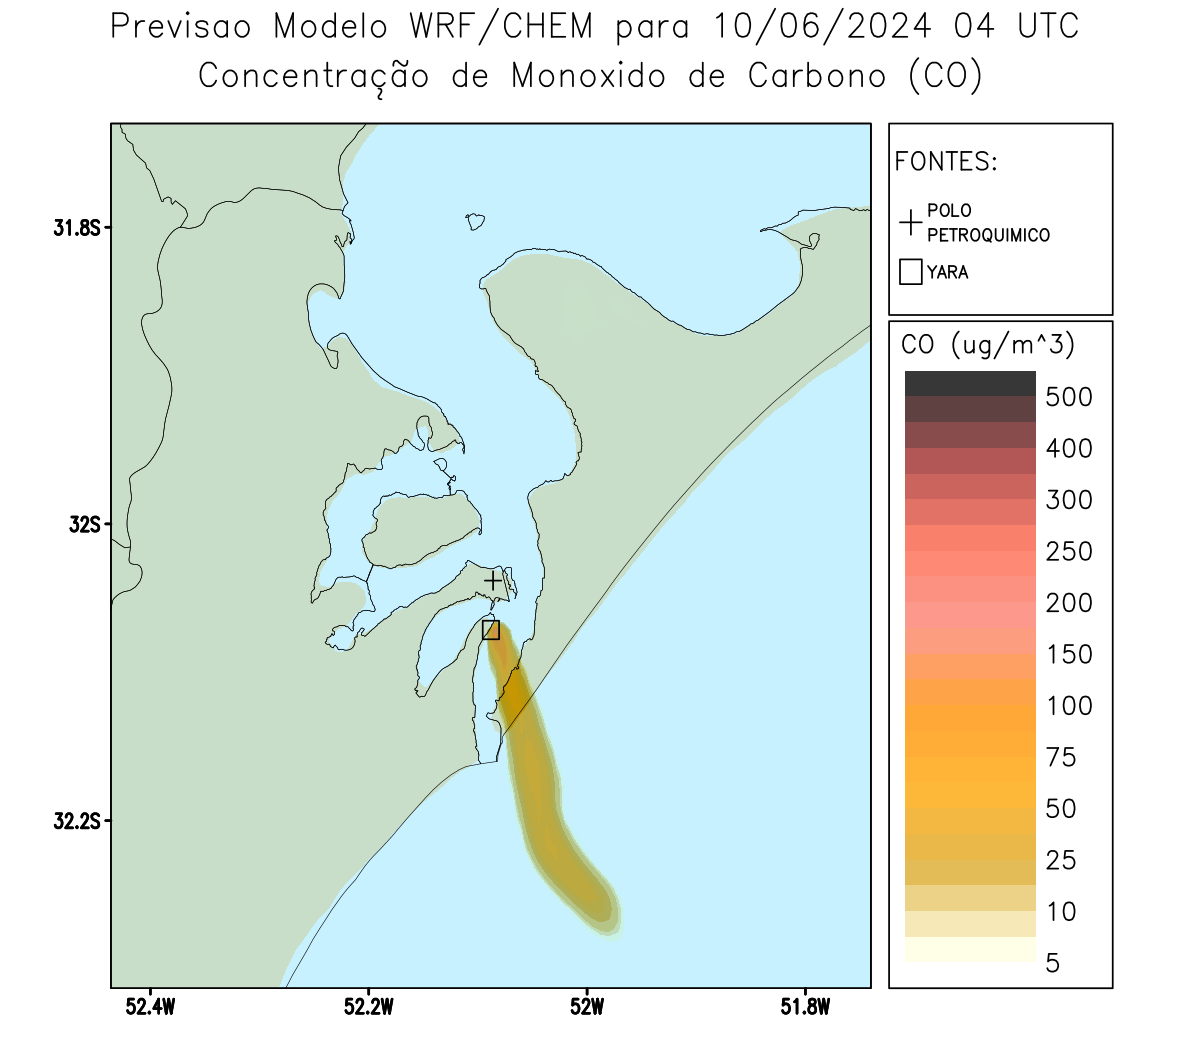 Previsao Modelo WRF/CHEM para 10/06/2024 04 UTC
Concentração de Monoxido de Carbono (CO)
FONTES:
POLO
PETROQUIMICO
YARA
CO (ug/m^3)
500
400
300
250
200
150
100
75
50
25
10
5
31.8S
32S
32.2S
52.4W
52.2W
52W
51.8W